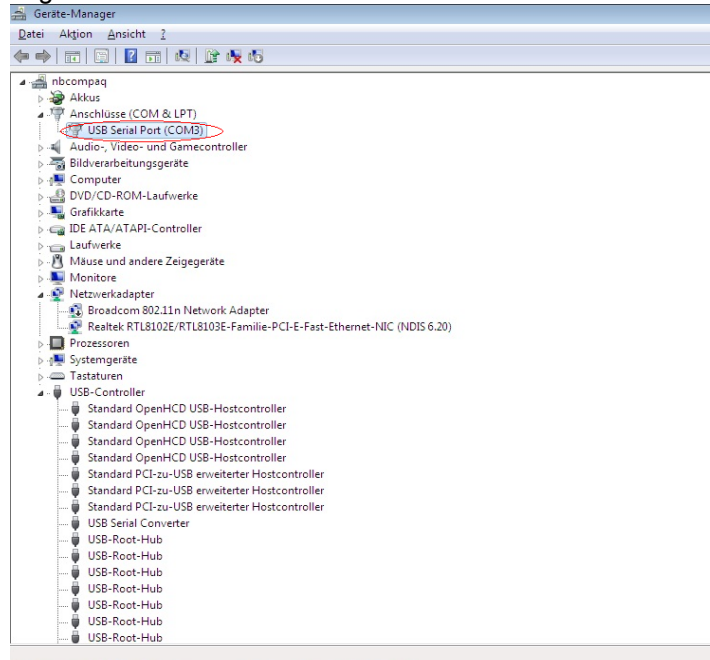 Geräte-Manager
Datei Aktion Ansicht ?
nbcompaq
Akkus
Anschlüsse (COM & LPT)
USB Serial Port (COM3)
Audio-, Video- und Gamecontroller
Bildverarbeitungsgeräte
Computer
DVD/CD-ROM-Laufwerke
Grafikkarte
IDE ATA/ATAPI-Controller
Laufwerke
Mäuse und andere Zeigegeräte
Monitore
Netzwerkadapter
Broadcom 802.11n Network Adapter
Realtek RTL8102E/RTL8103E-Familie-PCI-E-Fast-Ethernet-NIC (NDIS 6.20)
Prozessoren
Systemgeräte
Tastaturen
USB-Controller
Standard OpenHCD USB-Hostcontroller
Standard OpenHCD USB-Hostcontroller
Standard OpenHCD USB-Hostcontroller
Standard OpenHCD USB-Hostcontroller
Standard PCI-zu-USB erweiterter Hostcontroller
Standard PCI-zu-USB erweiterter Hostcontroller
Standard PCI-zu-USB erweiterter Hostcontroller
USB Serial Converter
USB-Root-Hub
USB-Root-Hub
USB-Root-Hub
USB-Root-Hub
USB-Root-Hub
USB-Root-Hub
USB-Root-Hub